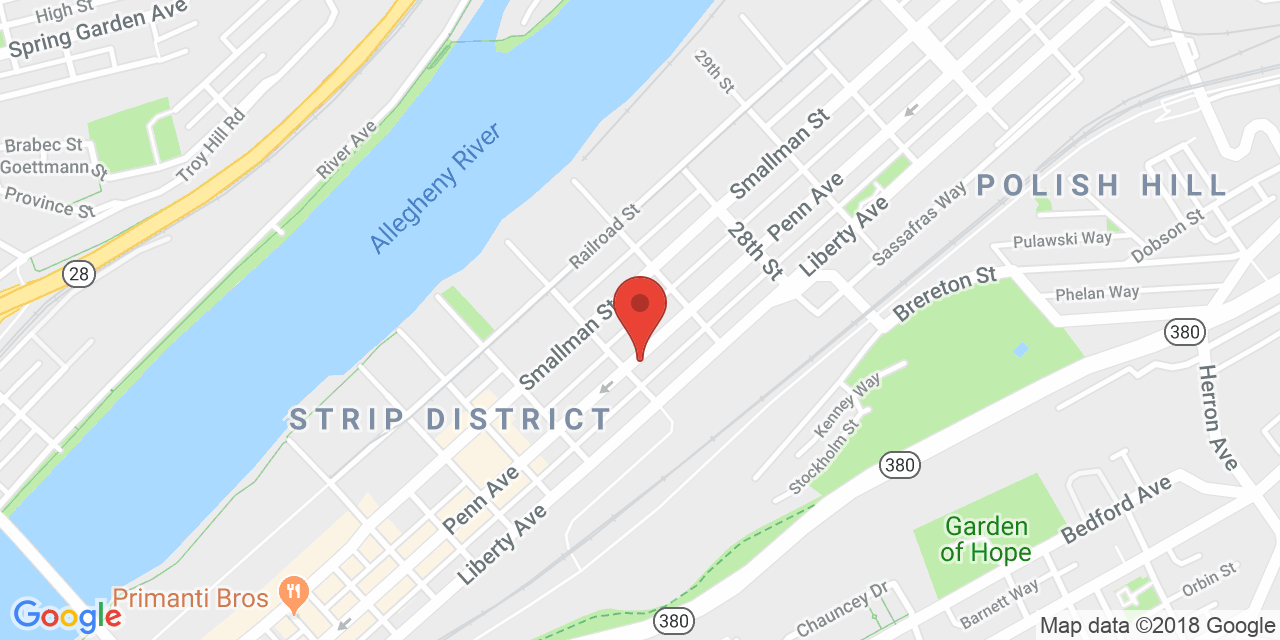 High St
Spring Garden Ave
29th St
Brabec St
Goettmann St
Troy Hill Rd
River Ave
Province St
Allegheny River
Smallman St
Penn Ave
Liberty Ave
Sassafras Way
POLISH HILL
Railroad St
28th St
Pulawski Way
Dobson St
28
Brereton St
Phelan Way
380
Smallman St
Herron Ave
Kenney Way
Stockholm St
STRIP DISTRICT
380
Penn Ave
Liberty Ave
Bedford Ave
Garden
of Hope
Primanti Bros
Orbin St
Barnett Way
Chauncey Dr
380
Google
Map data ©2018 Google